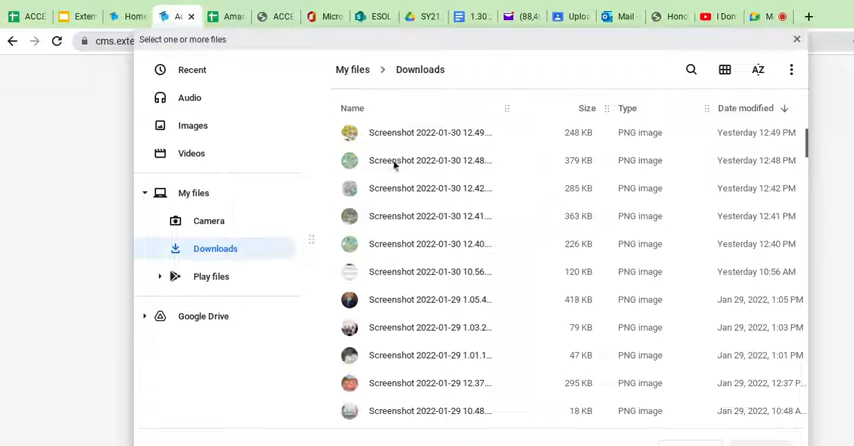 ACCE Extem Home Ac Amar ACCE Micro ESOL SY21 1:30 (88,4 Uploa Mail - Hono I Don M
cms.exte
Select one or more files
Recent My files Downloads AZ
Audio Name Size Type Date modified
Images Screenshot 2022-01-30 12.49.... 248 KB PNG image Yesterday 12:49 PM
Videos Screenshot 2022-01-30 12.48.... 379 KB PNG image Yesterday 12:48 PM
My files Screenshot 2022-01-30 12.42.... 285 KB PNG image Yesterday 12:42 PM
Camera Screenshot 2022-01-30 12.41.... 363 KB PNG image Yesterday 12:41 PM
Downloads Screenshot 2022-01-30 12.40.... 226 KB PNG image Yesterday 12:40 PM
Play files Screenshot 2022-01-30 10.56.... 120 KB PNG image Yesterday 10:56 AM
Google Drive Screenshot 2022-01-29 1.05.4... 418 KB PNG image Jan 29, 2022, 1:05 PM
Screenshot 2022-01-29 1.03.2... 79 KB PNG image Jan 29, 2022, 1:03 PM
Screenshot 2022-01-29 1.01.1... 47 KB PNG image Jan 29, 2022, 1:01 PM
Screenshot 2022-01-29 12.37.... 295 KB PNG image Jan 29, 2022, 12:37 P...
Screenshot 2022-01-29 10.48.... 18 KB PNG image Jan 29, 2022, 10:48 A...